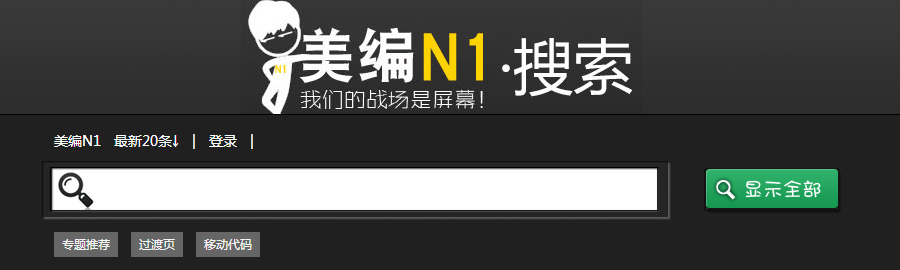 美编N1·搜索
N1
我们的战场是屏幕!
美编N1 最新20条↓ | 登录 |
显示全部
专题推荐 过渡页 移动代码